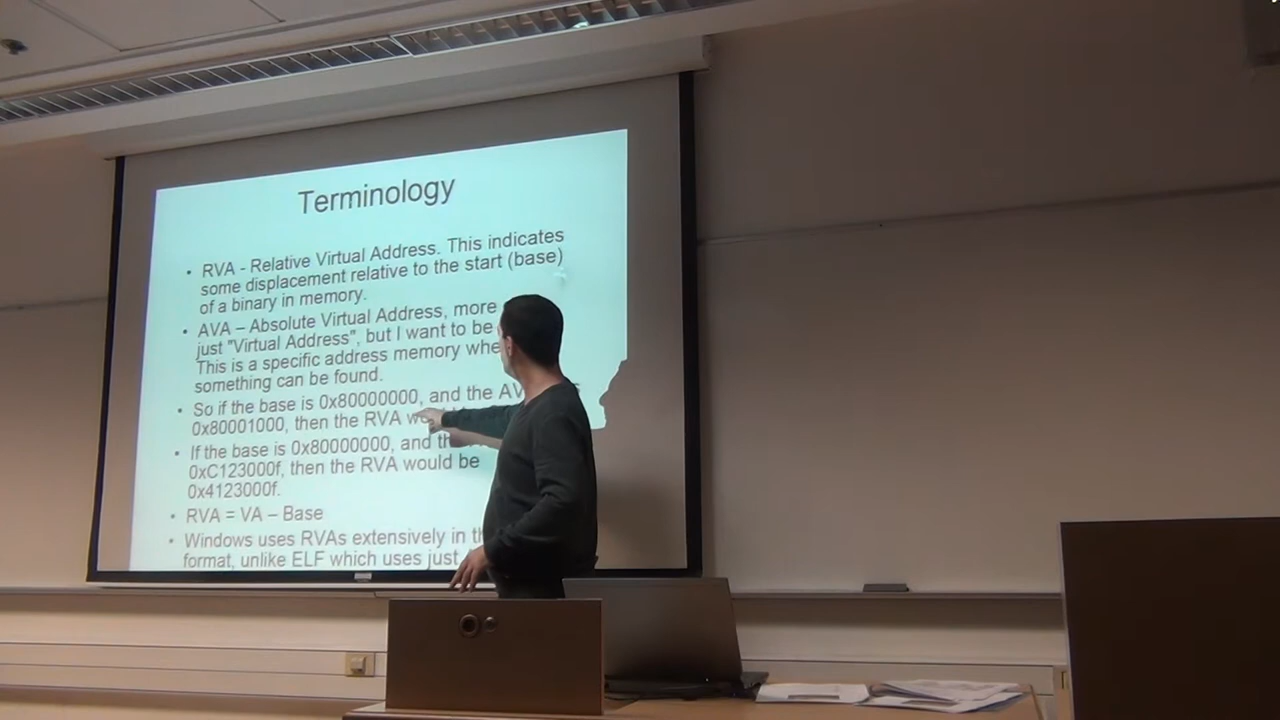 Terminology
• RVA - Relative Virtual Address. This indicates
some displacement relative to the start (base)
of a binary in memory.
• AVA – Absolute Virtual Address, more
just "Virtual Address", but I want to be
This is a specific address memory
something can be found.
• So if the base is 0x80000000, and the
0x80001000, then the RVA
• If the base is 0x80000000, and
0xC123000f, then the RVA would be
0x4123000f.
• RVA = VA – Base
• Windows uses RVAs extensively in
format, unlike ELF which uses just